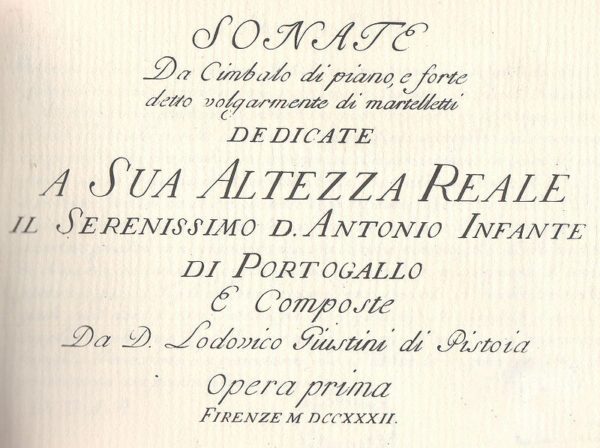 SONATE
Da Cimbalo di piano, e forte
detto volgarmente di martelletti
DEDICATE
A SUA ALTEZZA REALE
IL SERENISSIMO D. ANTONIO INFANTE
DI PORTOGALLO
E Composte
Da D. Lodovico Giustini di Pistoia
Opera prima
FIRENZE M DCCXXXII.